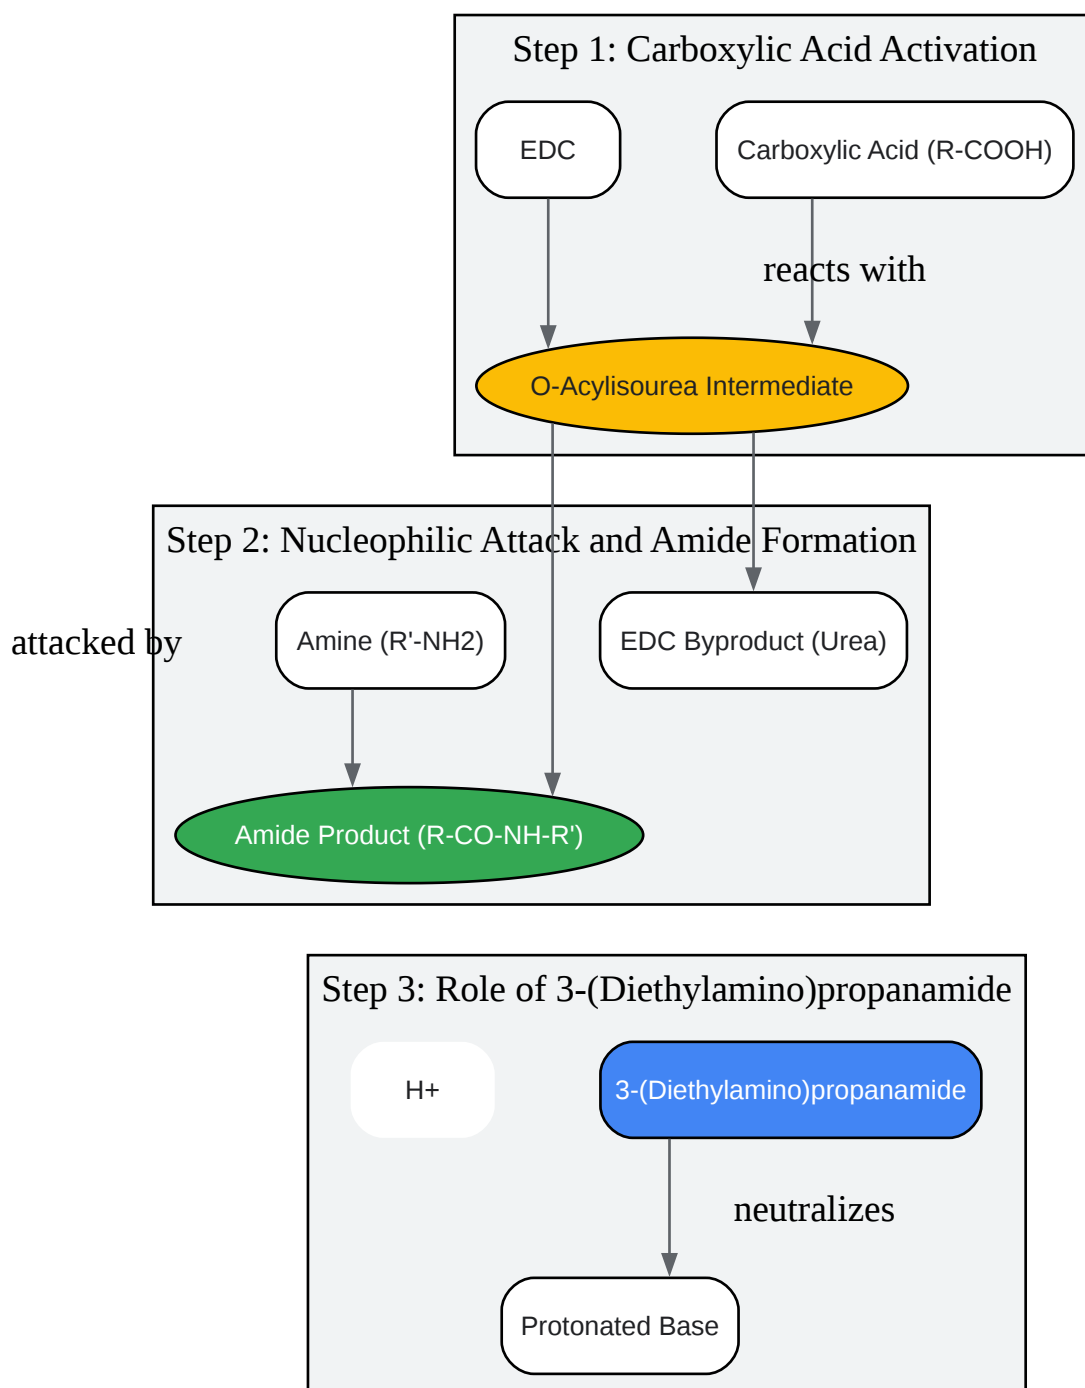 Step 1: Carboxylic Acid Activation
EDC
Carboxylic Acid (R-COOH)
reacts with
O-Acylisourea Intermediate
Step 2: Nucleophilic Attack and Amide Formation
attacked by
Amine (R'-NH2)
EDC Byproduct (Urea)
Amide Product (R-CO-NH-R')
Step 3: Role of 3-(Diethylamino)propanamide
H+
3-(Diethylamino)propanamide
neutralizes
Protonated Base